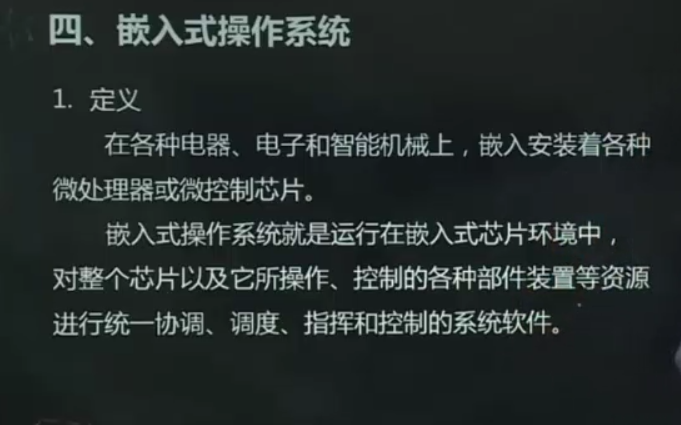 四、嵌入式操作系统
1. 定义
在各种电器、电子和智能机械上，嵌入安装着各种
微处理器或微控制芯片。
嵌入式操作系统就是运行在嵌入式芯片环境中，
对整个芯片以及它所操作、控制的各种部件装置等资源
进行统一协调、调度、指挥和控制的系统软件。